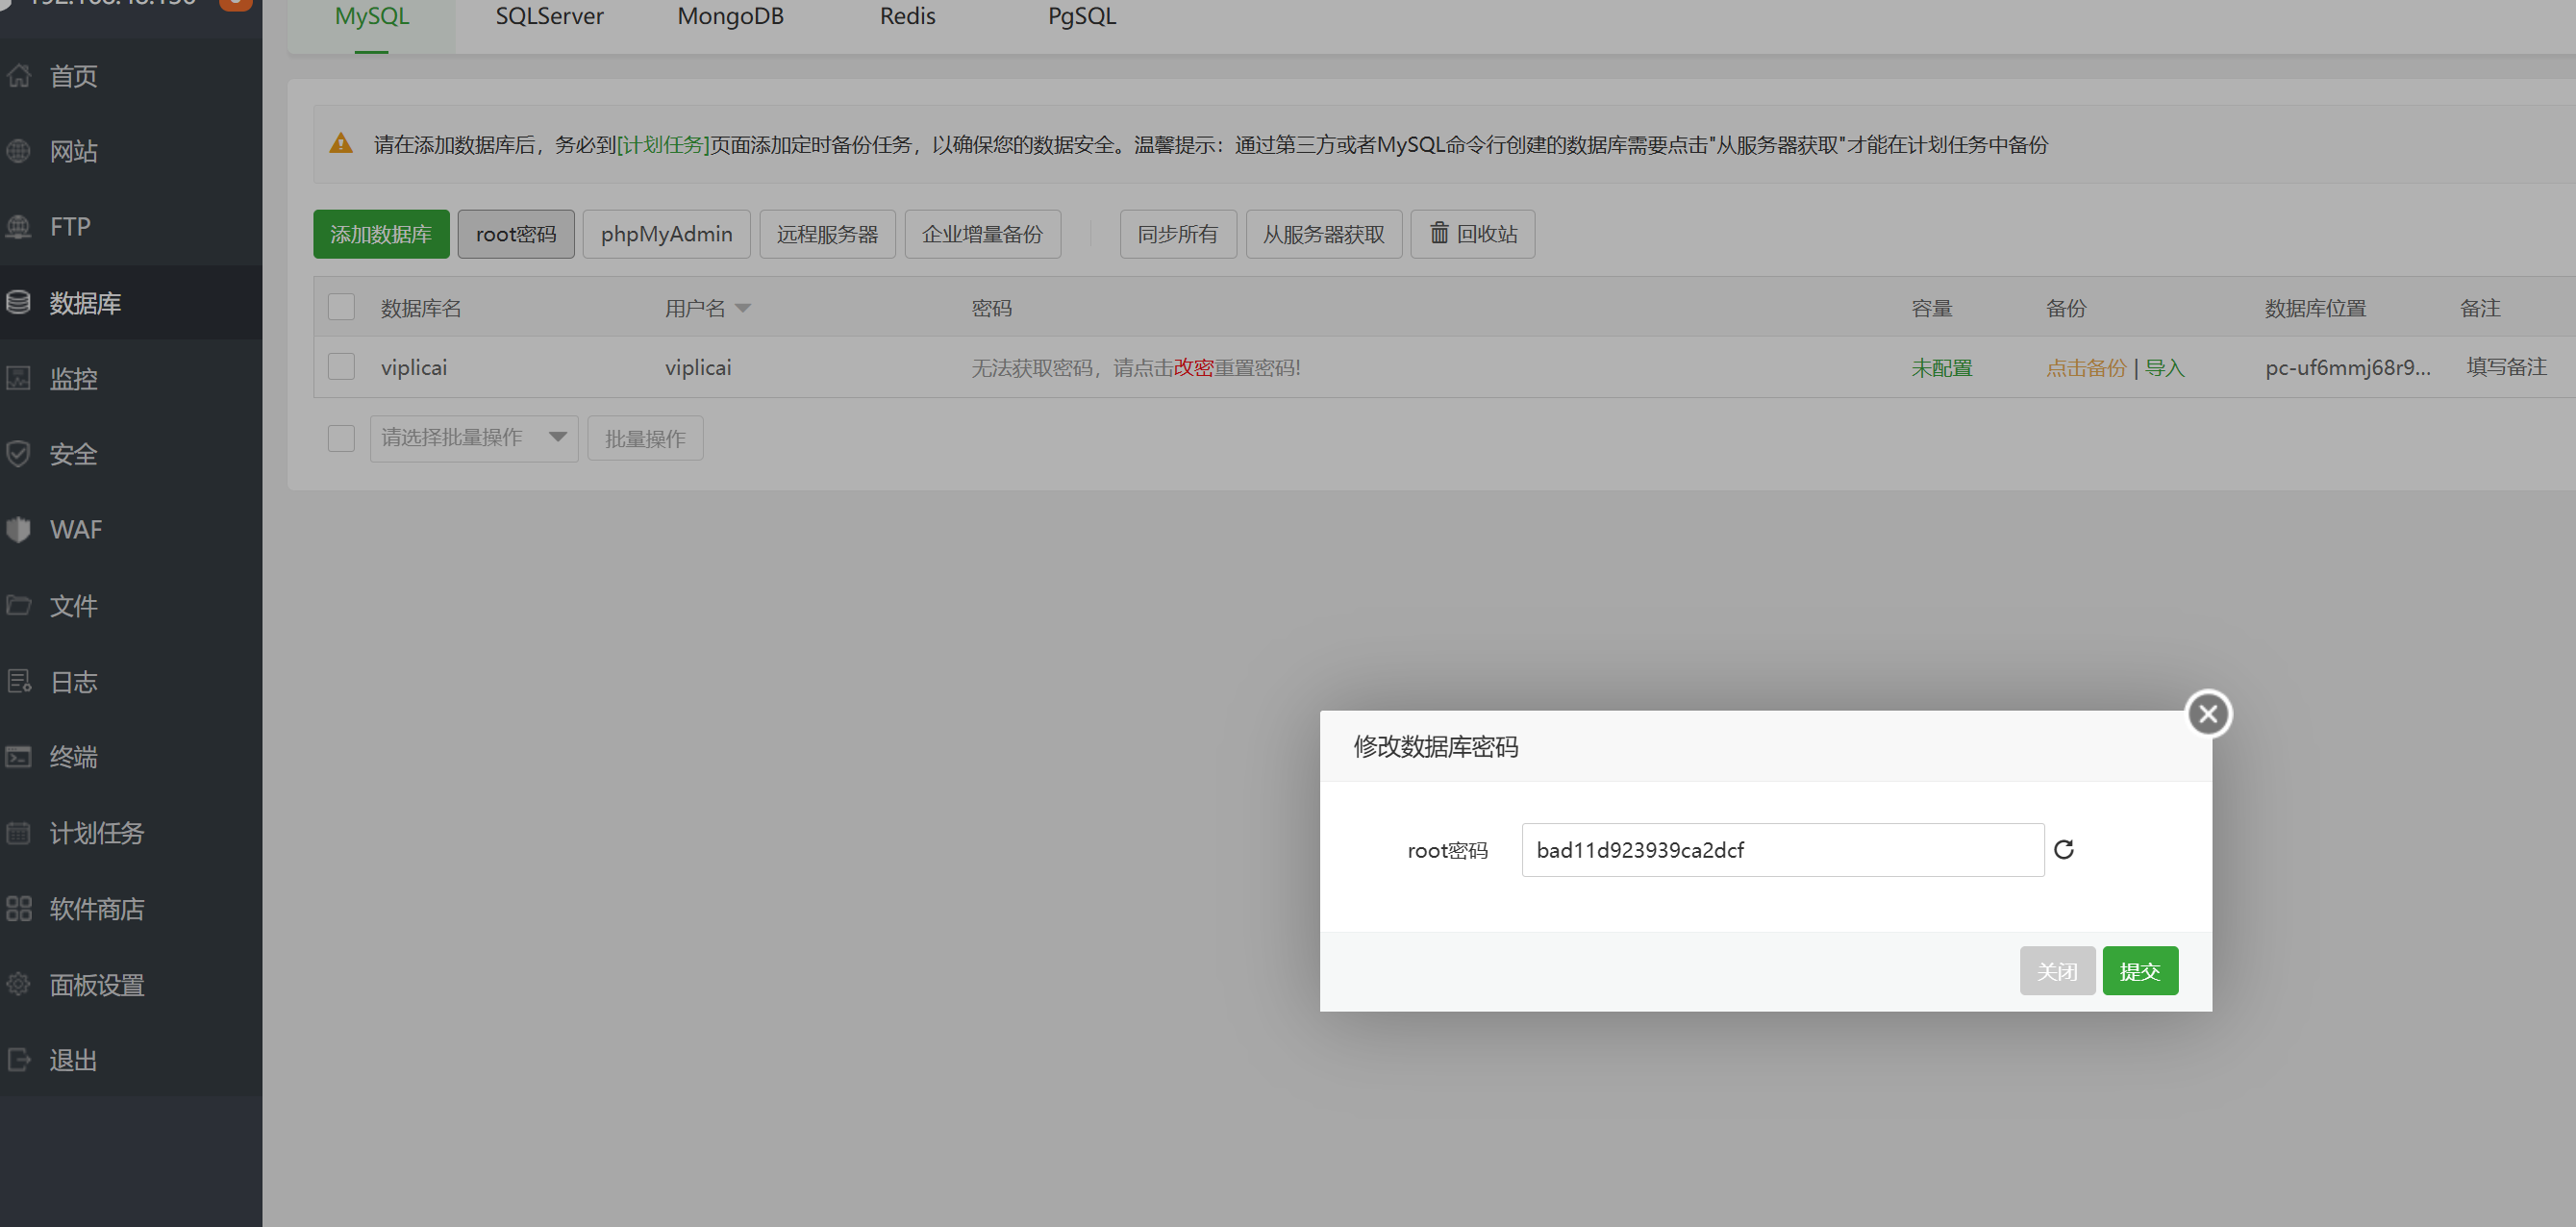 MySQL
SQLServer
MongoDB
Redis
PgSQL
首页
网站
FTP
数据库
监控
安全
WAF
文件
日志
终端
计划任务
软件商店
面板设置
退出
请在添加数据库后，务必到[计划任务]页面添加定时备份任务，以确保您的数据安全。温馨提示：通过第三方或者MySQL命令行创建的数据库需要点击"从服务器获取"才能在计划任务中备份
添加数据库 root密码 phpMyAdmin 远程服务器 企业增量备份 同步所有 从服务器获取 回收站
数据库名 用户名 密码 容量 备份 数据库位置 备注
viplicai viplicai 无法获取密码，请点击改密重置密码! 未配置 点击备份 | 导入 pc-uf6mmj68r9... 填写备注
请选择批量操作 批量操作
修改数据库密码
root密码 bad11d923939ca2dcf
关闭 提交